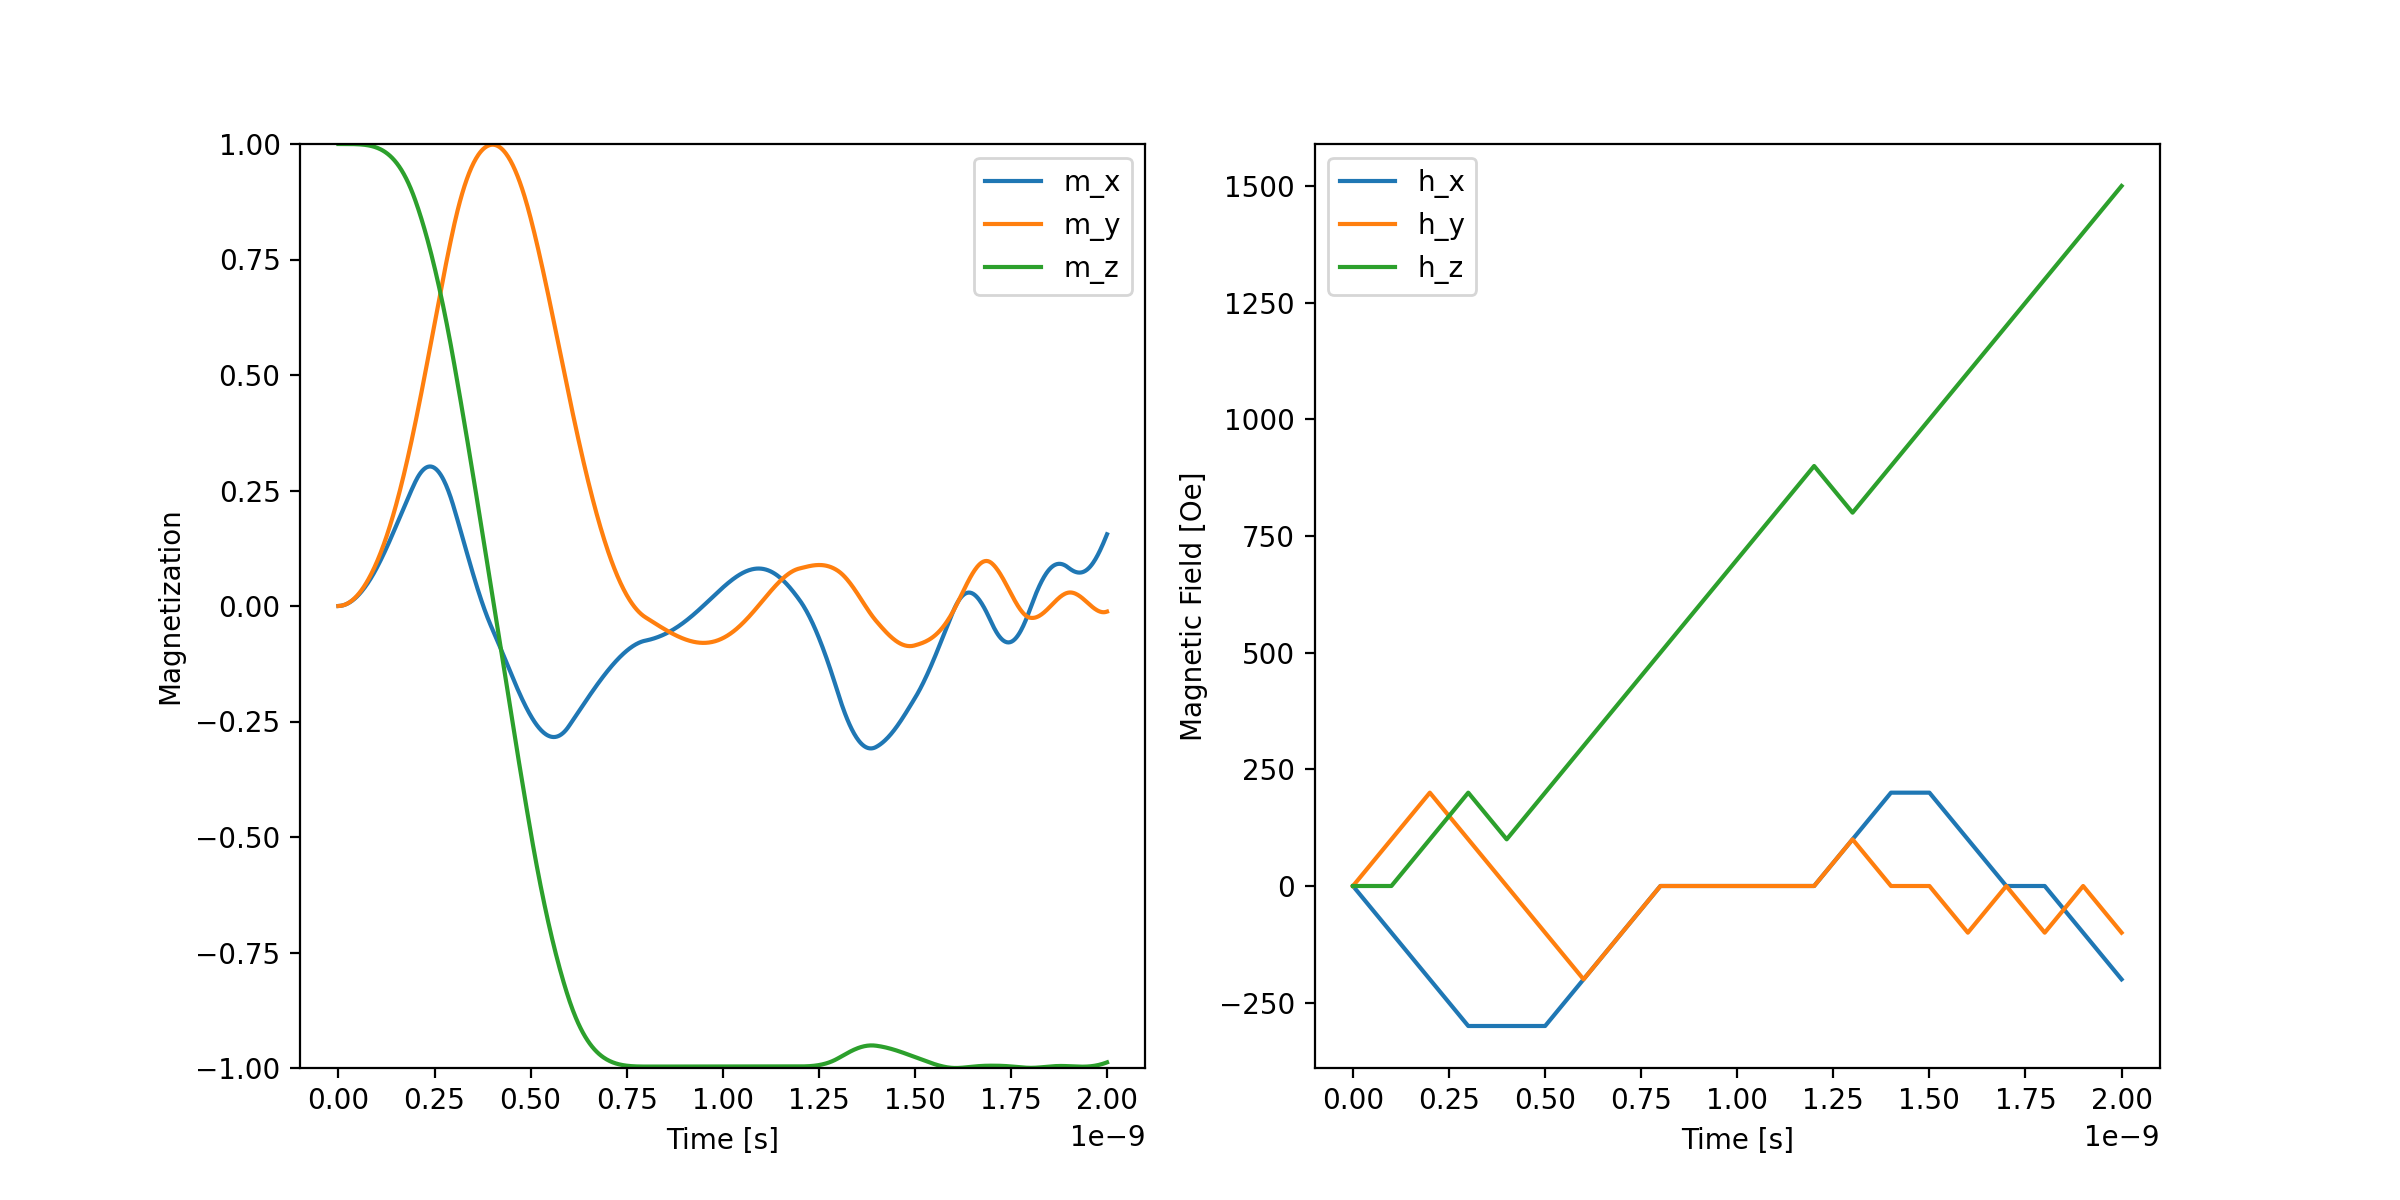 1.00
0.75
0.50
0.25
0.00
−0.25
−0.50
−0.75
−1.00
Magnetization
m_x
m_y
m_z
0.00 0.25 0.50 0.75 1.00 1.25 1.50 1.75 2.00
Time [s]
1e−9
1500
1250
1000
750
500
250
0
−250
Magnetic Field [Oe]
h_x
h_y
h_z
0.00 0.25 0.50 0.75 1.00 1.25 1.50 1.75 2.00
Time [s]
1e−9